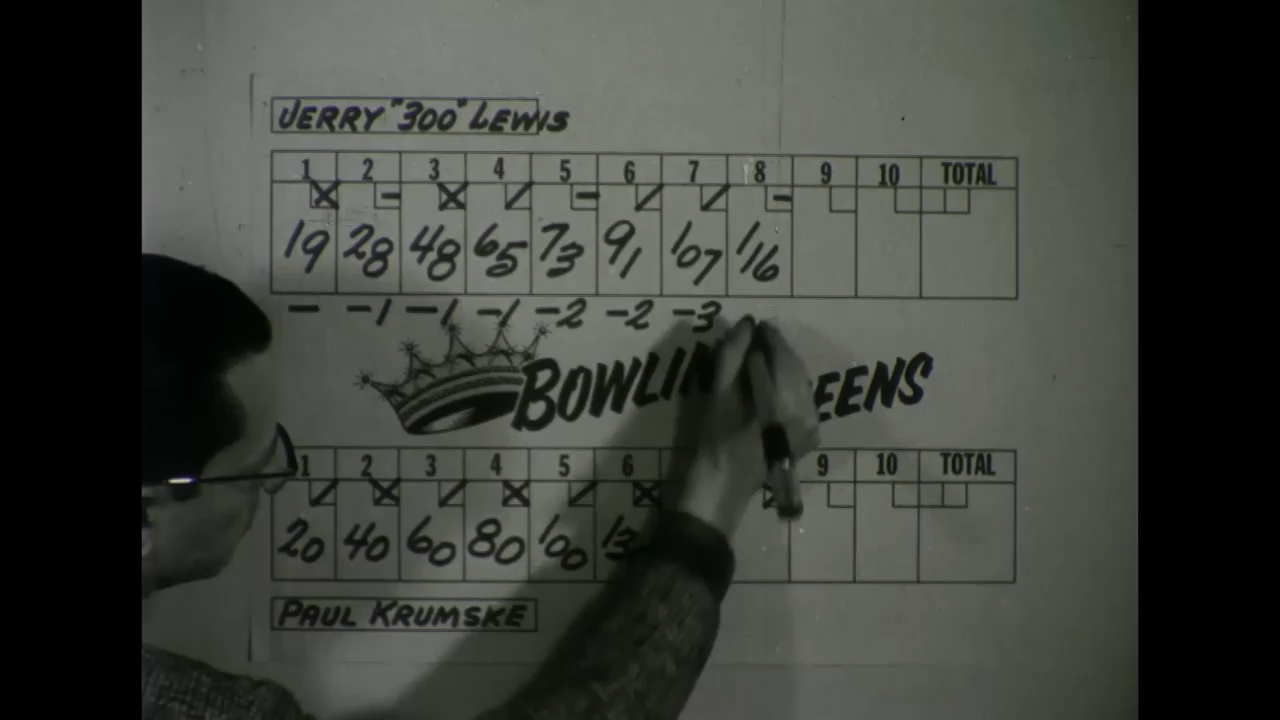 JERRY "300" LEWIS
1 2 3 4 5 6 7 8 9 10 TOTAL
X - X / - / / -
19 28 48 65 73 91 107 116
- -1 -1 -1 -2 -2 -3
BOWLIN EENS
1 2 3 4 5 6 9 10 TOTAL
/ X / X / X
20 40 60 80 100
PAUL KRUMSKE